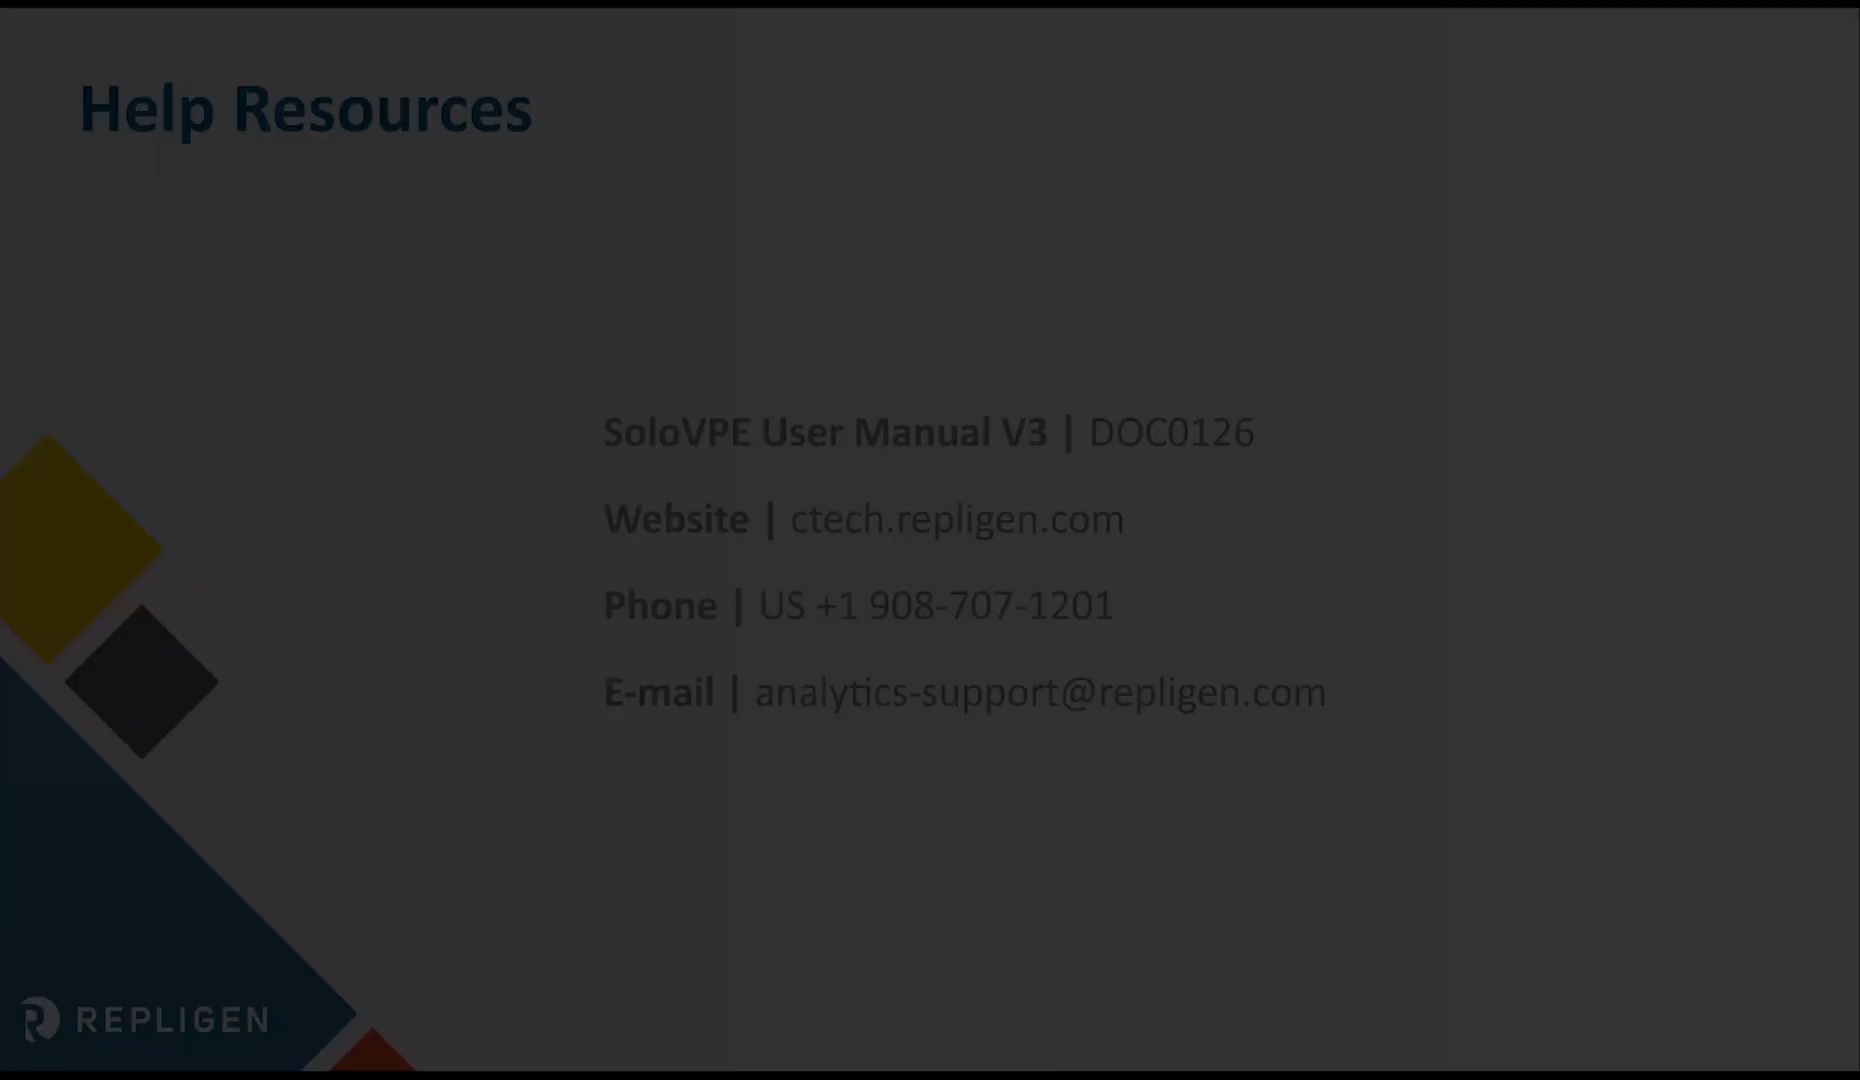 Help Resources
SoloVPE User Manual V3 | DOC0126
Website | ctech.repligen.com
Phone | US +1 908-707-1201
E-mail | analytics-support@repligen.com
REPLIGEN